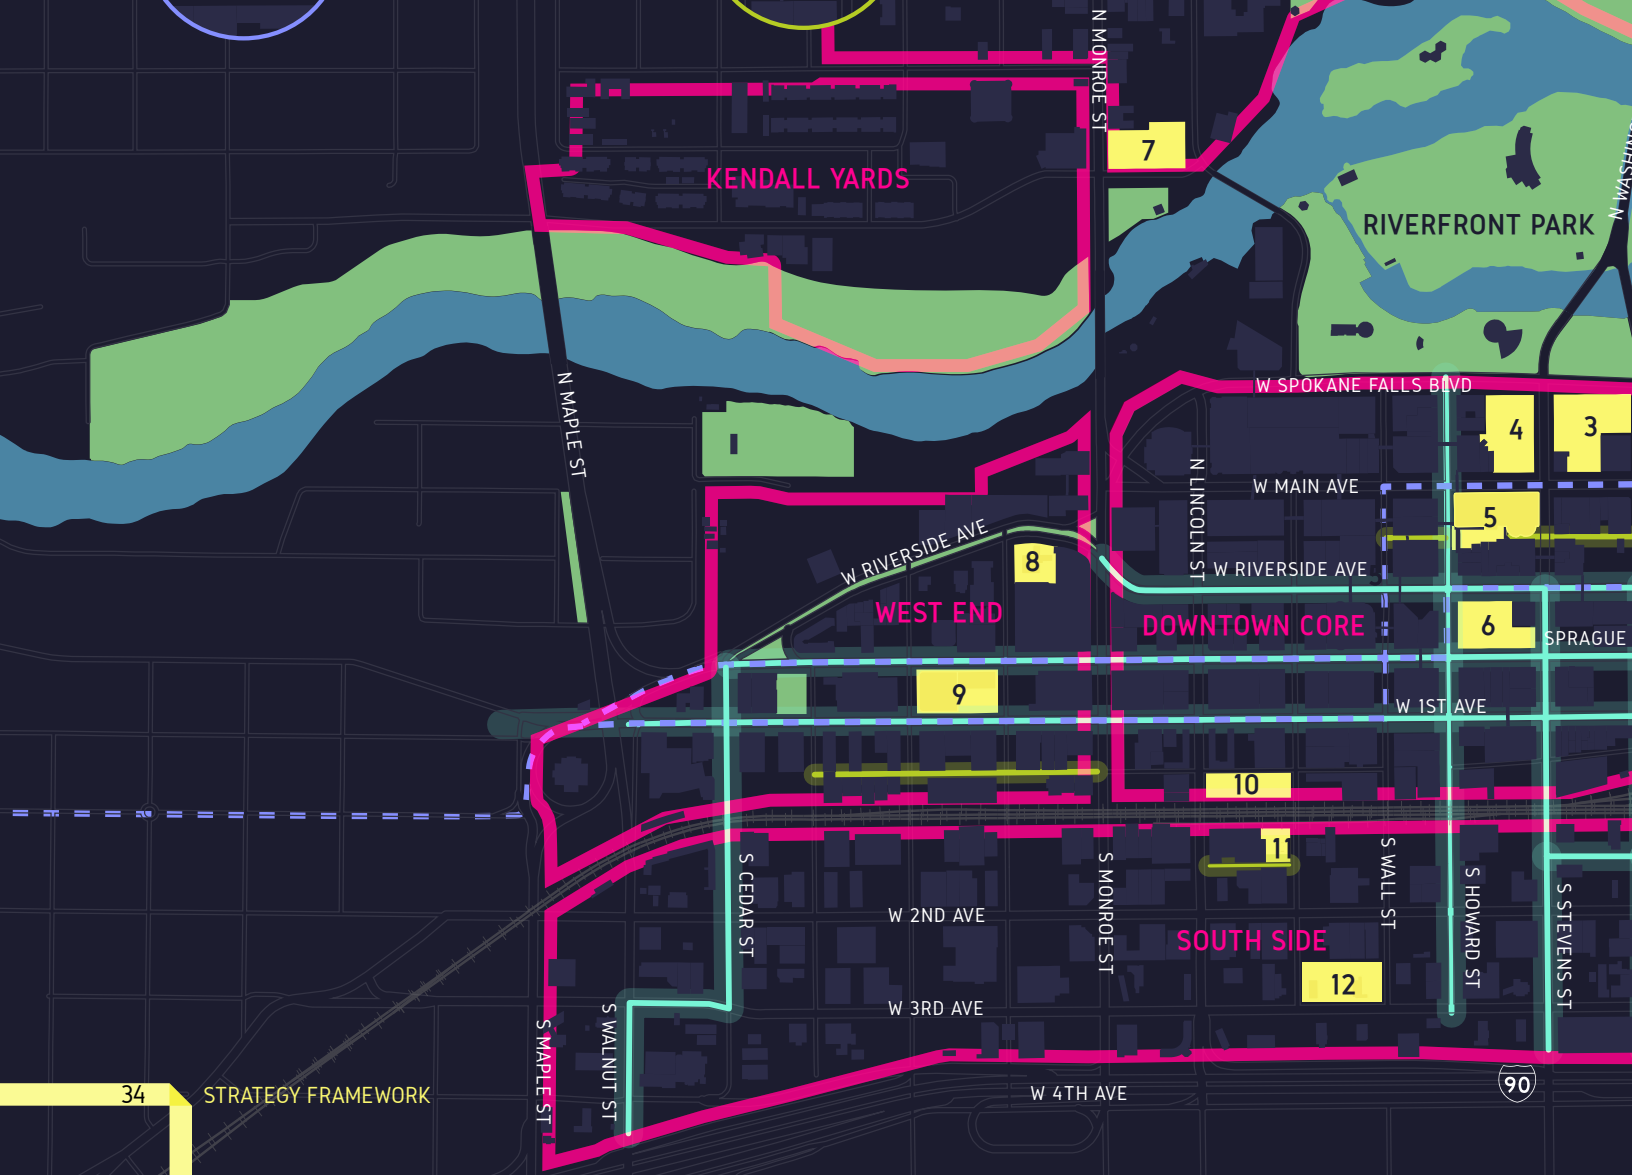 N MONROE ST
7
KENDALL YARDS
RIVERFRONT PARK
N MAPLE ST
W SPOKANE FALLS BLVD
4
3
N LINCOLN ST
W MAIN AVE
5
W RIVERSIDE AVE
8
W RIVERSIDE AVE
WEST END
DOWNTOWN CORE
6
SPRAGUE
9
W 1ST AVE
10
11
S CEDAR ST
S MONROE ST
S WALL ST
S HOWARD ST
S STEVENS ST
W 2ND AVE
SOUTH SIDE
12
W 3RD AVE
S MAPLE ST
S WALNUT ST
W 4TH AVE
90
34
STRATEGY FRAMEWORK